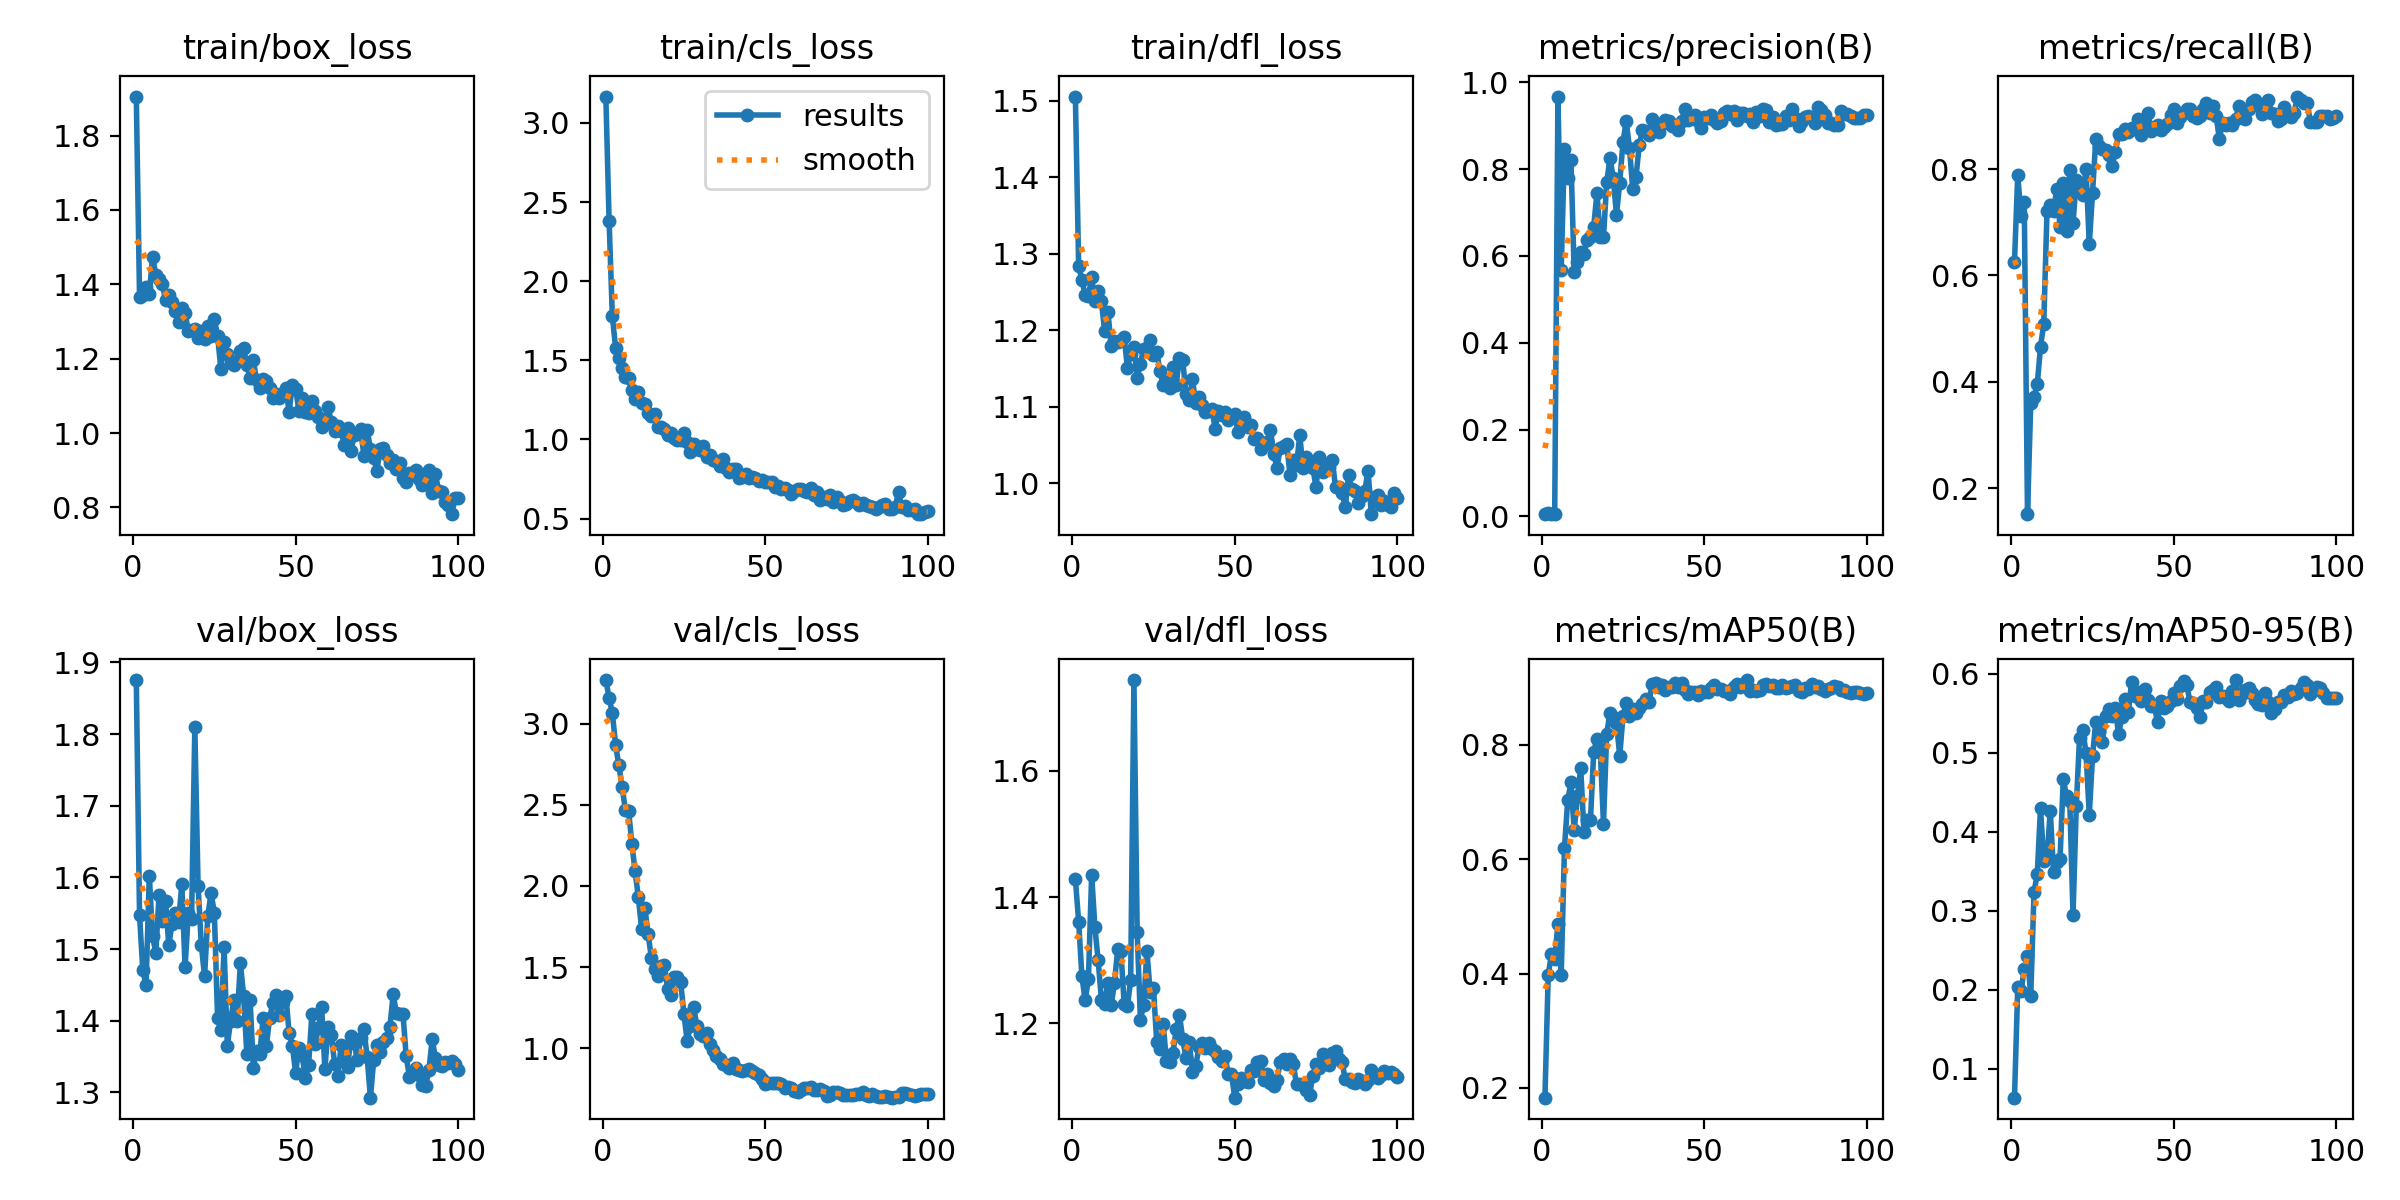 train/box_loss
1.8
1.6
1.4
1.2
1.0
0.8
0 50 100
train/cls_loss
results
smooth
3.0
2.5
2.0
1.5
1.0
0.5
0 50 100
train/dfl_loss
1.5
1.4
1.3
1.2
1.1
1.0
0 50 100
metrics/precision(B)
1.0
0.8
0.6
0.4
0.2
0.0
0 50 100
metrics/recall(B)
0.8
0.6
0.4
0.2
0 50 100
val/box_loss
1.9
1.8
1.7
1.6
1.5
1.4
1.3
0 50 100
val/cls_loss
3.0
2.5
2.0
1.5
1.0
0 50 100
val/dfl_loss
1.6
1.4
1.2
0 50 100
metrics/mAP50(B)
0.8
0.6
0.4
0.2
0 50 100
metrics/mAP50-95(B)
0.6
0.5
0.4
0.3
0.2
0.1
0 50 100